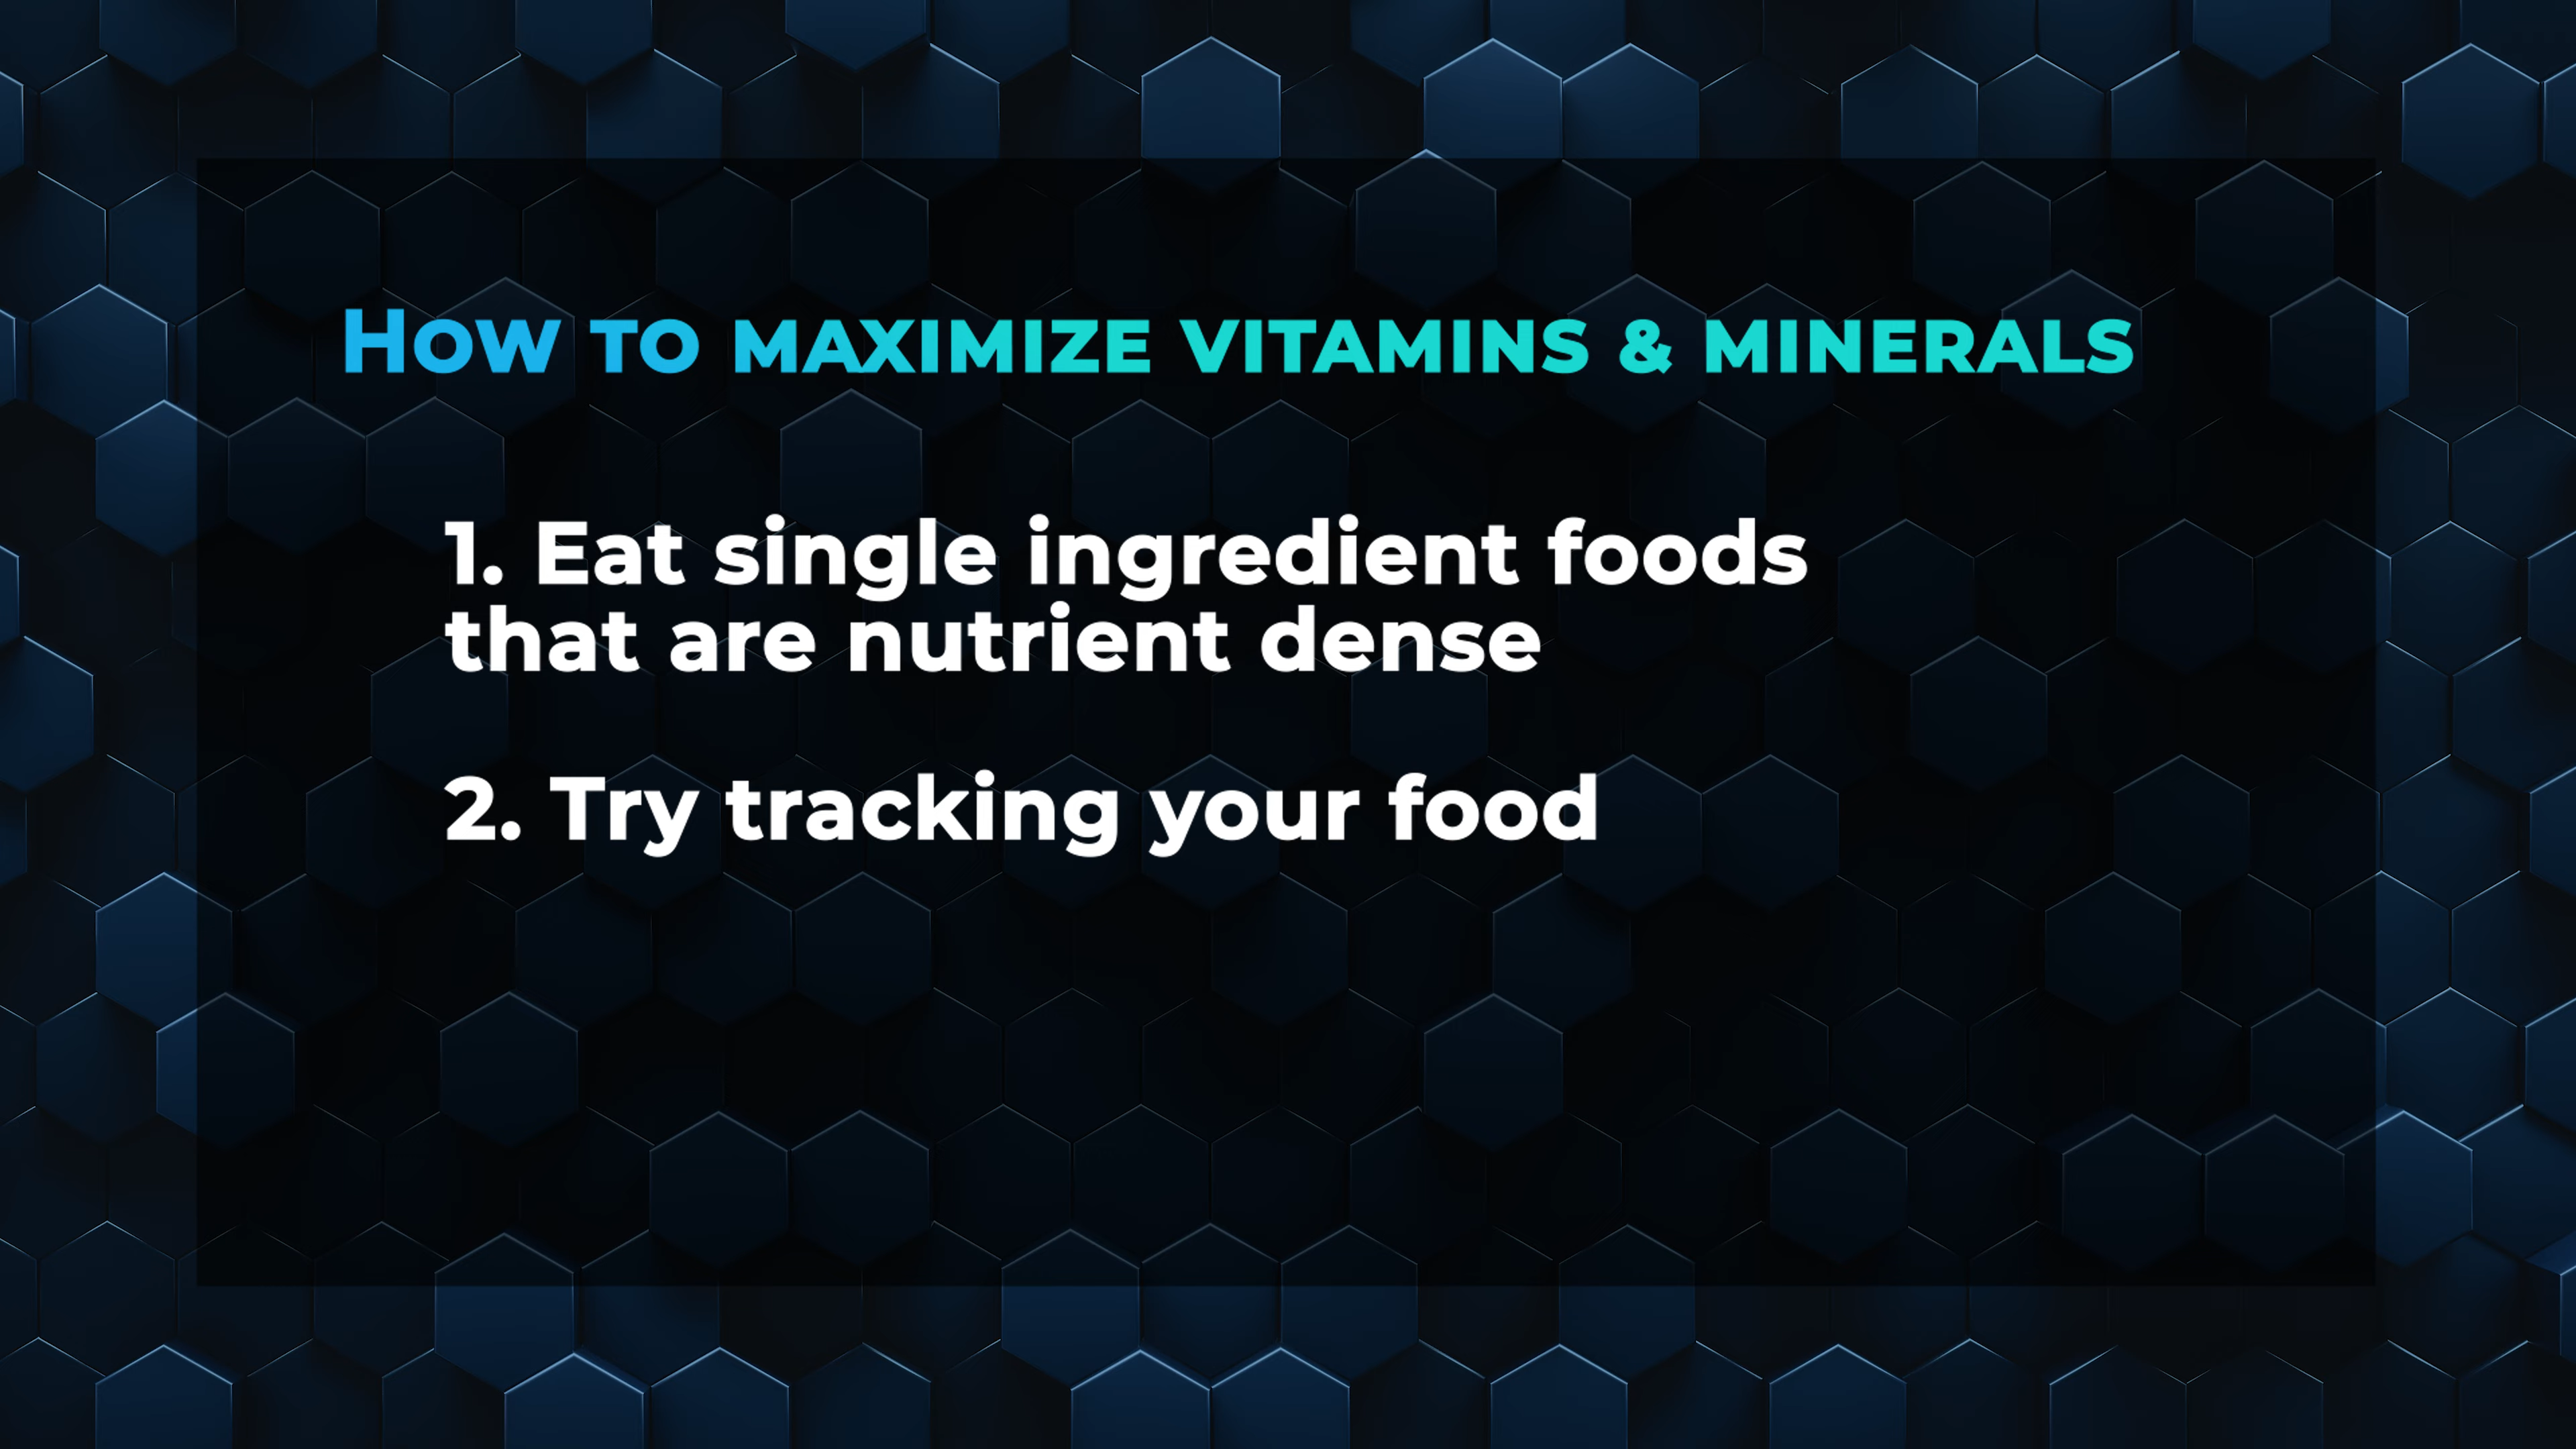 How to maximize vitamins & minerals
1. Eat single ingredient foods
that are nutrient dense
2. Try tracking your food